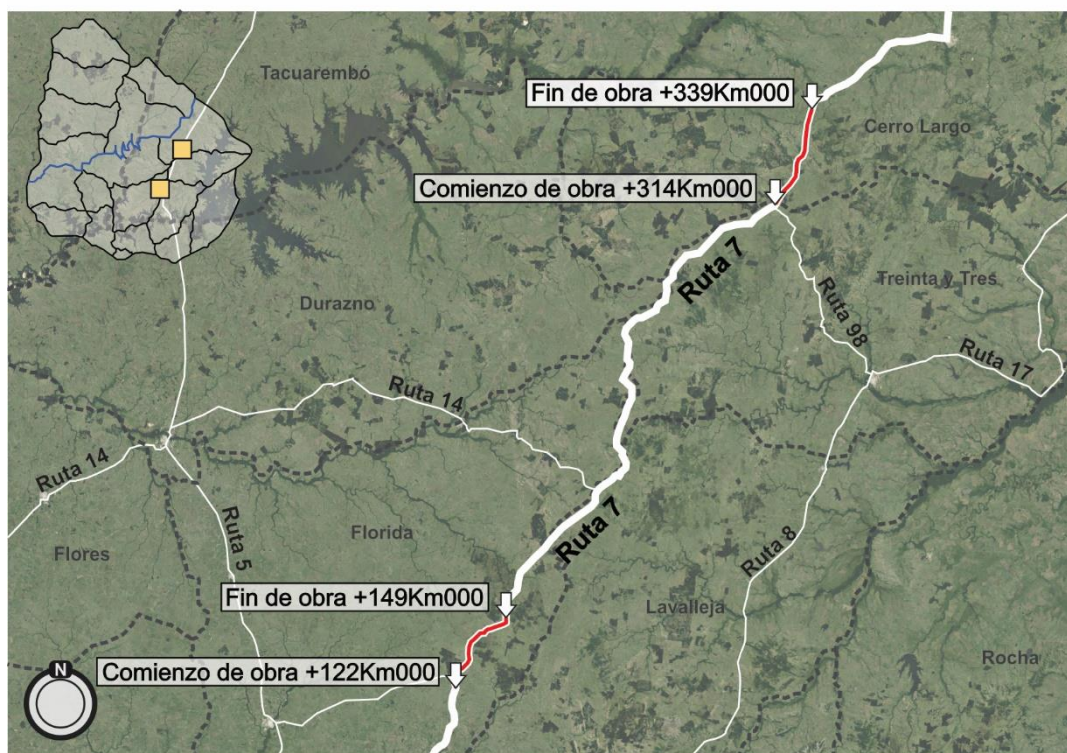 Tacuarembó
Fin de obra +339Km000
Cerro Largo
Comienzo de obra +314Km000
Ruta 7
Treinta y Tres
Durazno
Ruta 98
Ruta 17
Ruta 14
Ruta 14
Ruta 7
Ruta 5
Florida
Flores
Ruta 8
Fin de obra +149Km000
Lavalleja
Comienzo de obra +122Km000
Rocha
N